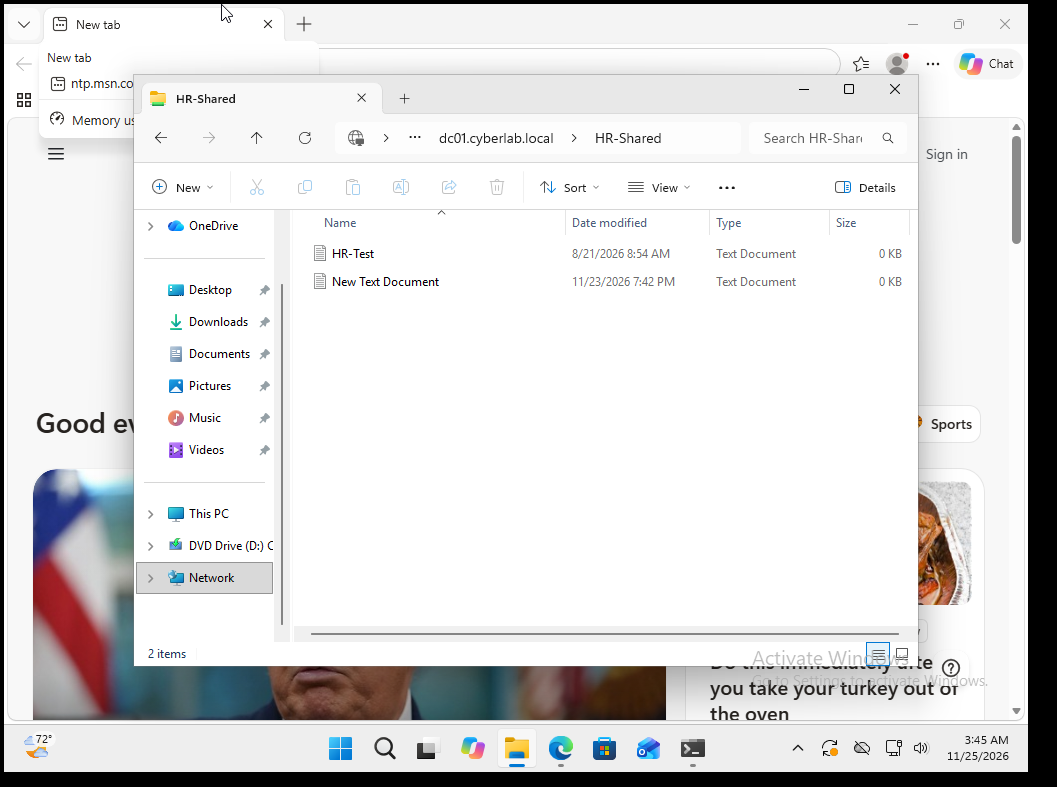 New tab
New tab
ntp.msn.co
Memory us
Chat
HR-Shared
dc01.cyberlab.local
HR-Shared
Search HR-Shar
Sign in
New
Sort
View
Details
OneDrive
Desktop
Downloads
Documents
Pictures
Music
Videos
This PC
DVD Drive (D:) C
Network
Name
Date modified
Type
Size
HR-Test
8/21/2026 8:54 AM
Text Document
0 KB
New Text Document
11/23/2026 7:42 PM
Text Document
0 KB
2 items
Good ev
Sports
Activate Windows
Go to Settings to activate Windows.
you take your turkey out of
the oven
72°
3:45 AM
11/25/2026